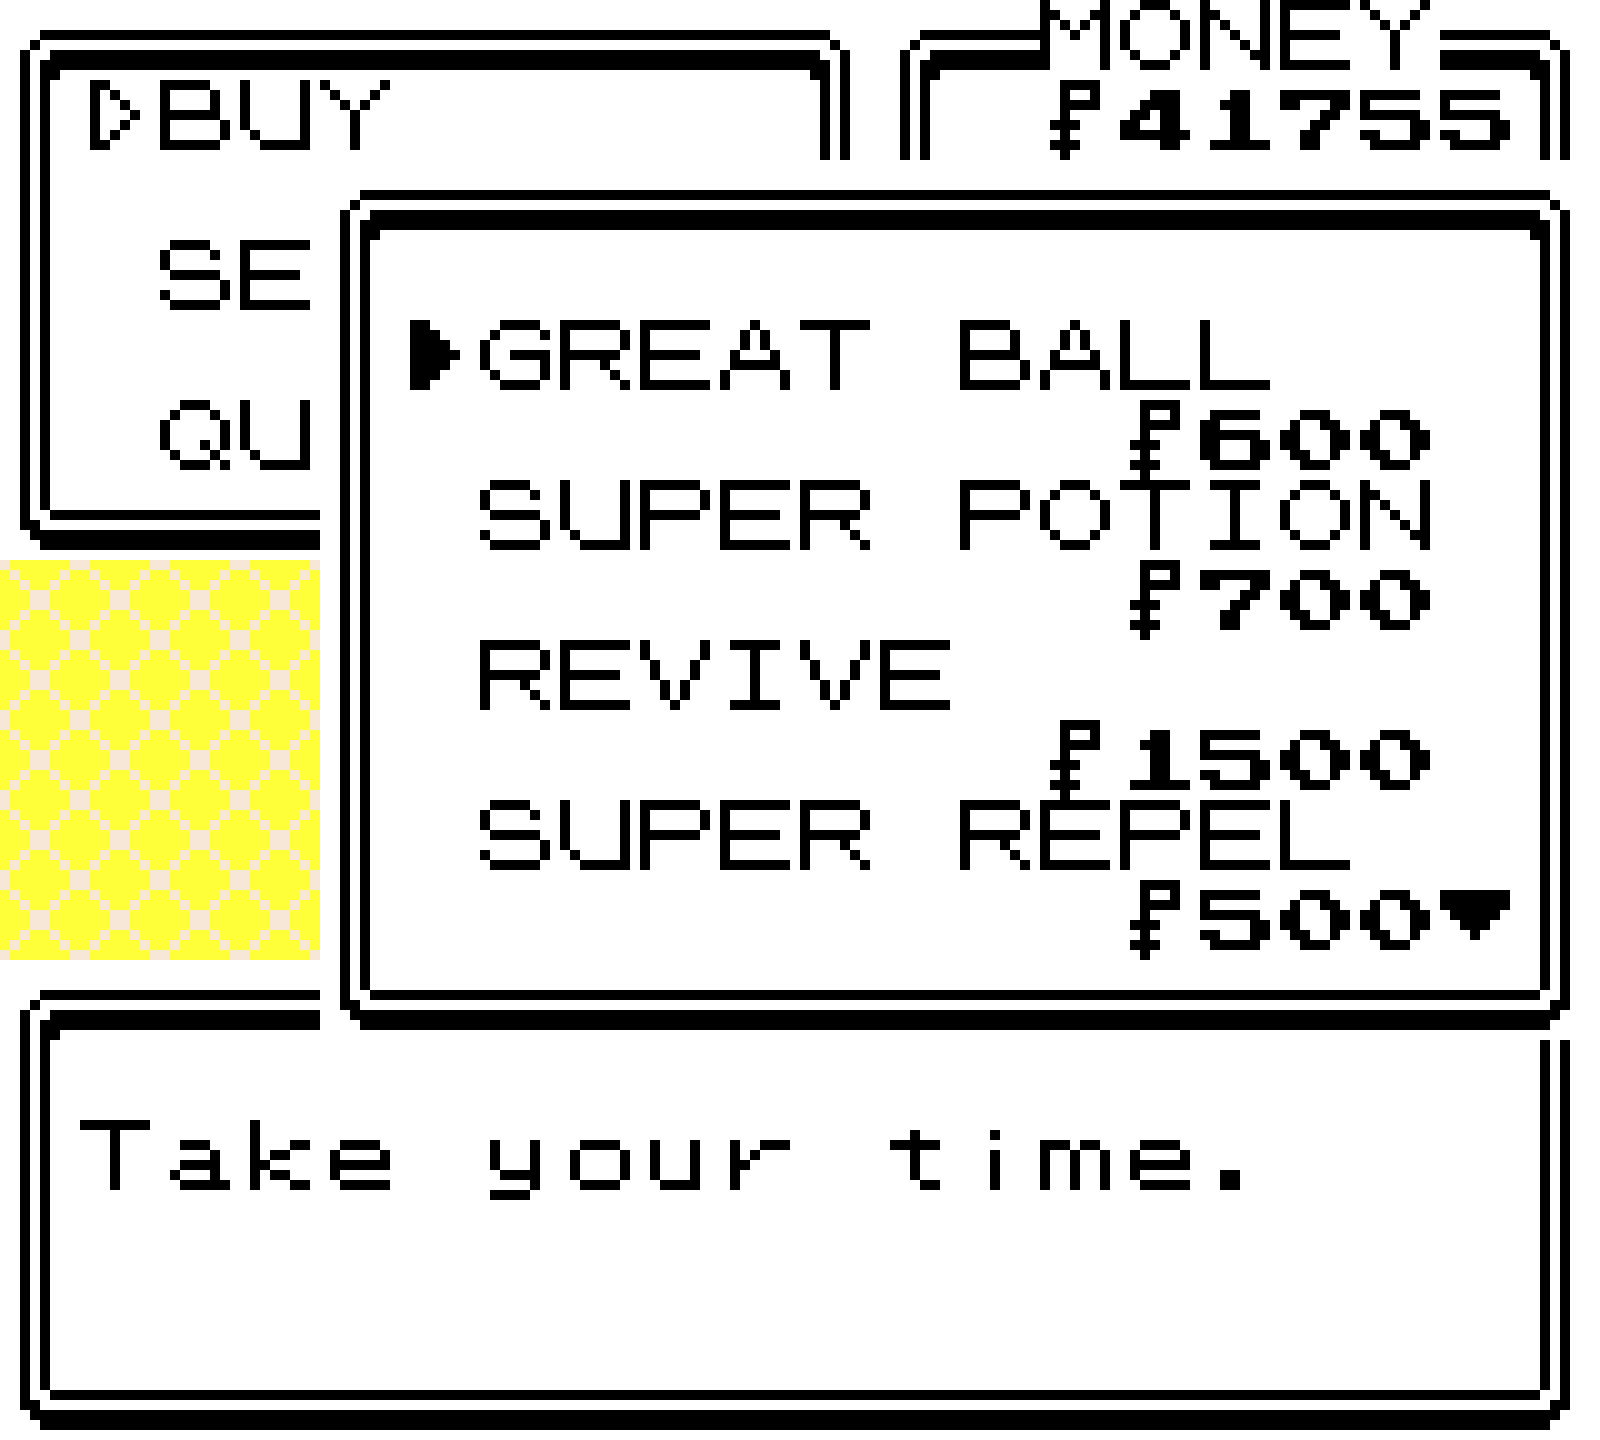 MONEY
▷BUY
₽41755
SE
▶GREAT BALL
QU
₽600
SUPER POTION
₽700
REVIVE
₽1500
SUPER REPEL
₽500▼
Take your time.